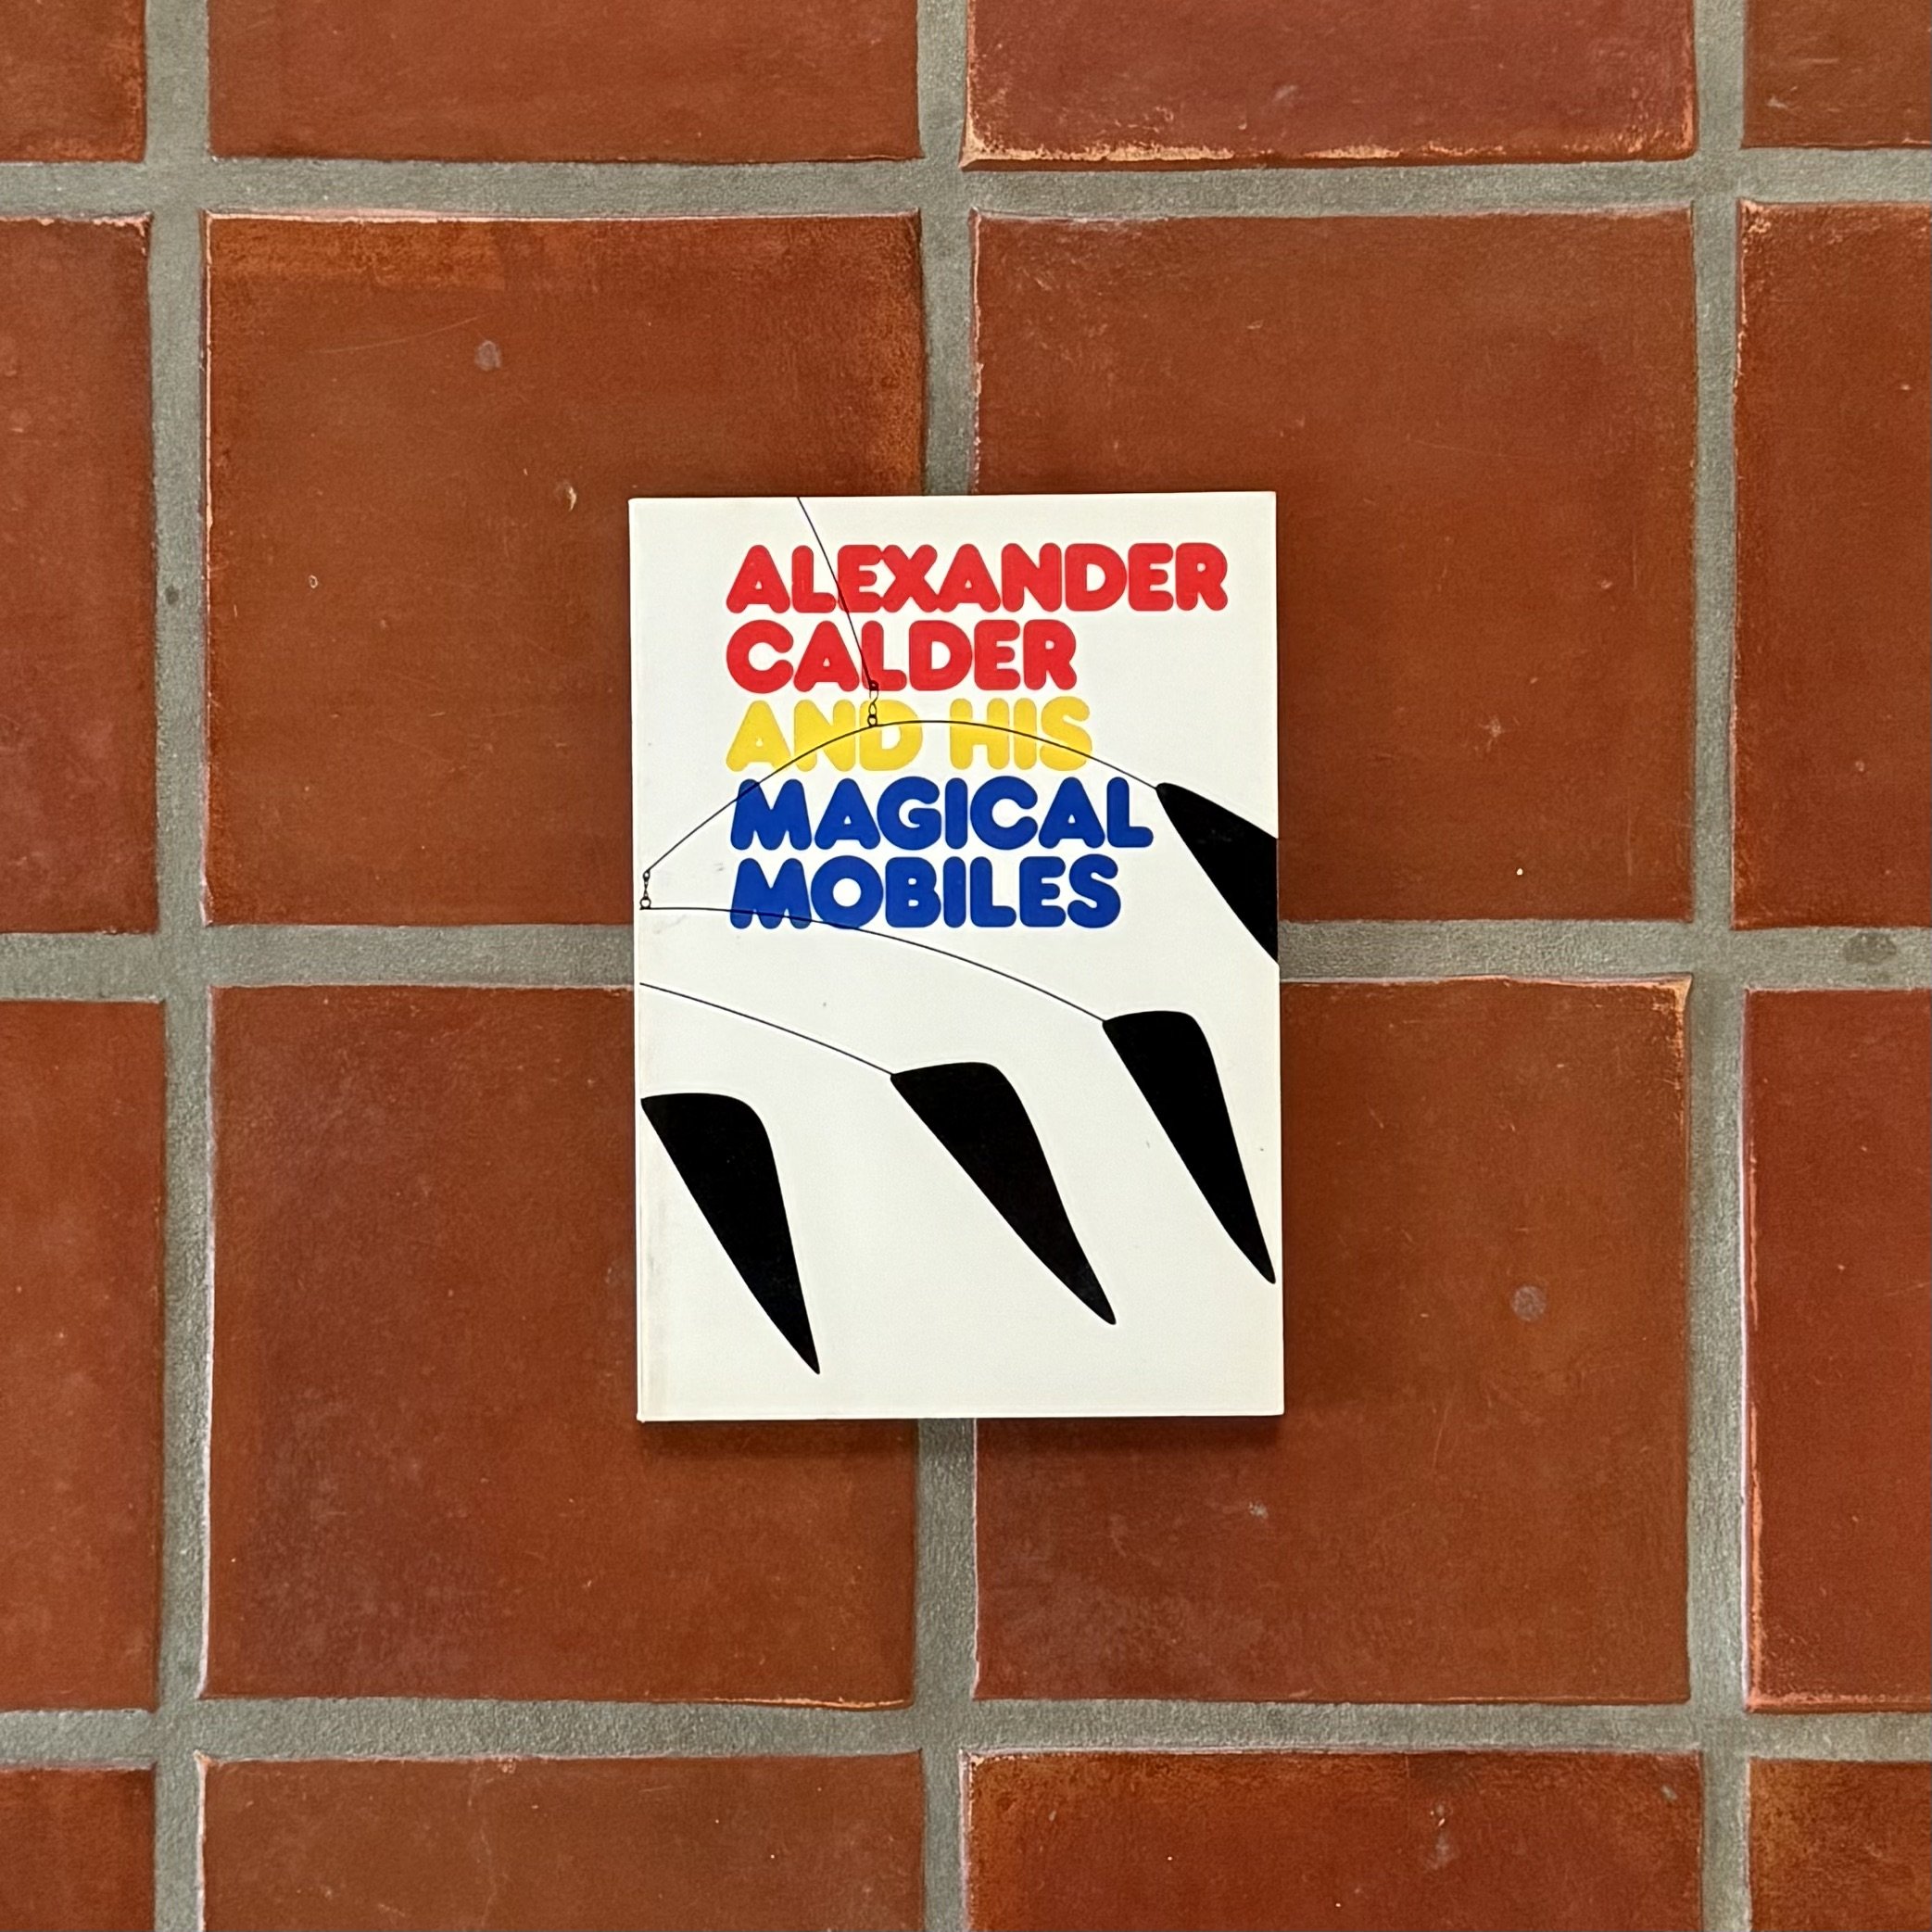 ALEXANDER
CALDER
AND HIS
MAGICAL
MOBILES